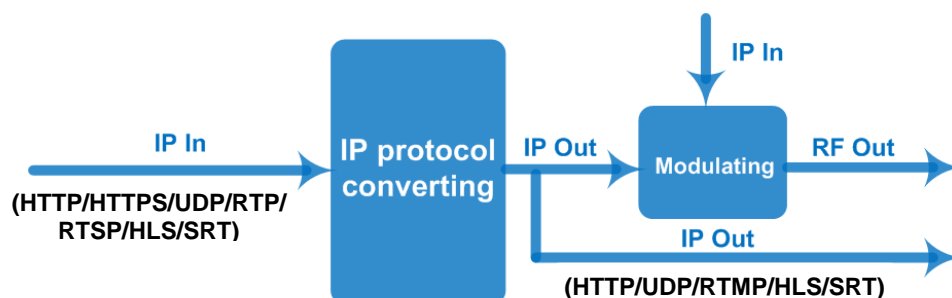 IP In
IP In
(HTTP/HTTPS/UDP/RTP/
RTSP/HLS/SRT)
IP protocol
converting
IP Out
Modulating
RF Out
IP Out
(HTTP/UDP/RTMP/HLS/SRT)